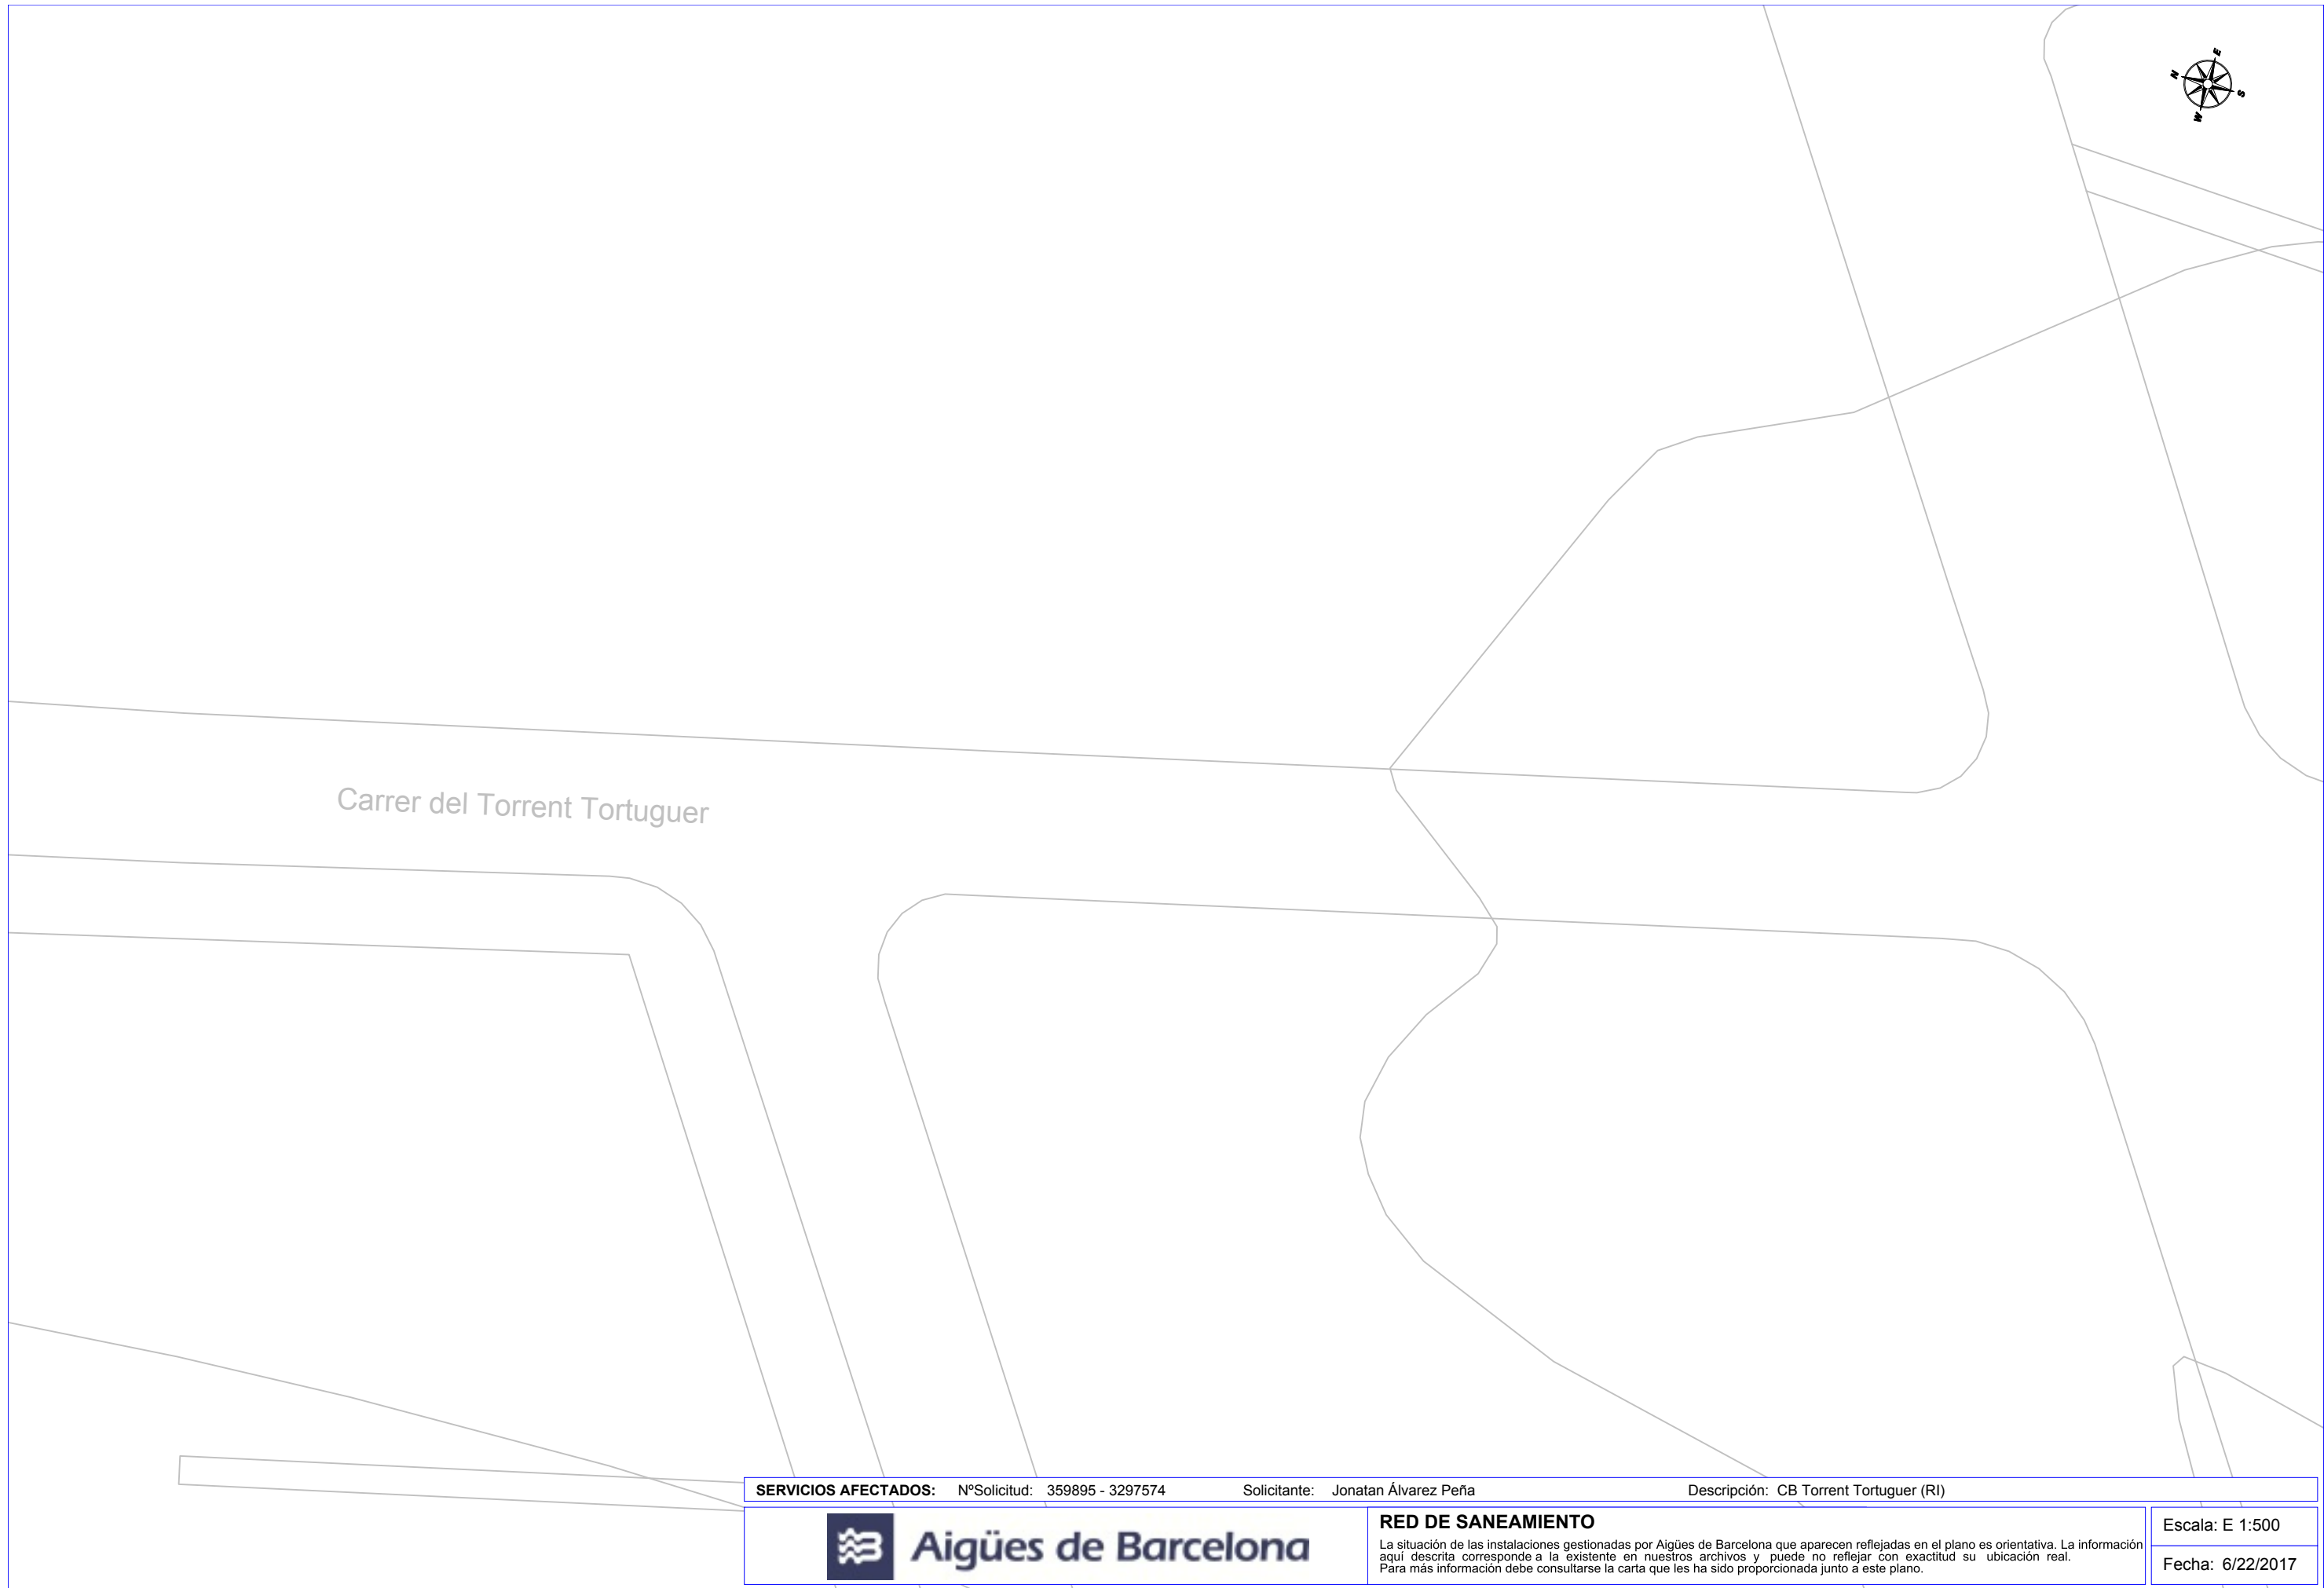 E
N
S
W
Carrer del Torrent Tortuguer
SERVICIOS AFECTADOS: NºSolicitud: 359895 - 3297574 Solicitante: Jonatan Álvarez Peña Descripción: CB Torrent Tortuguer (RI)
Aigües de Barcelona
RED DE SANEAMIENTO
La situación de las instalaciones gestionadas por Aigües de Barcelona que aparecen reflejadas en el plano es orientativa. La información
aquí descrita corresponde a la existente en nuestros archivos y puede no reflejar con exactitud su ubicación real.
Para más información debe consultarse la carta que les ha sido proporcionada junto a este plano.
Escala: E 1:500
Fecha: 6/22/2017